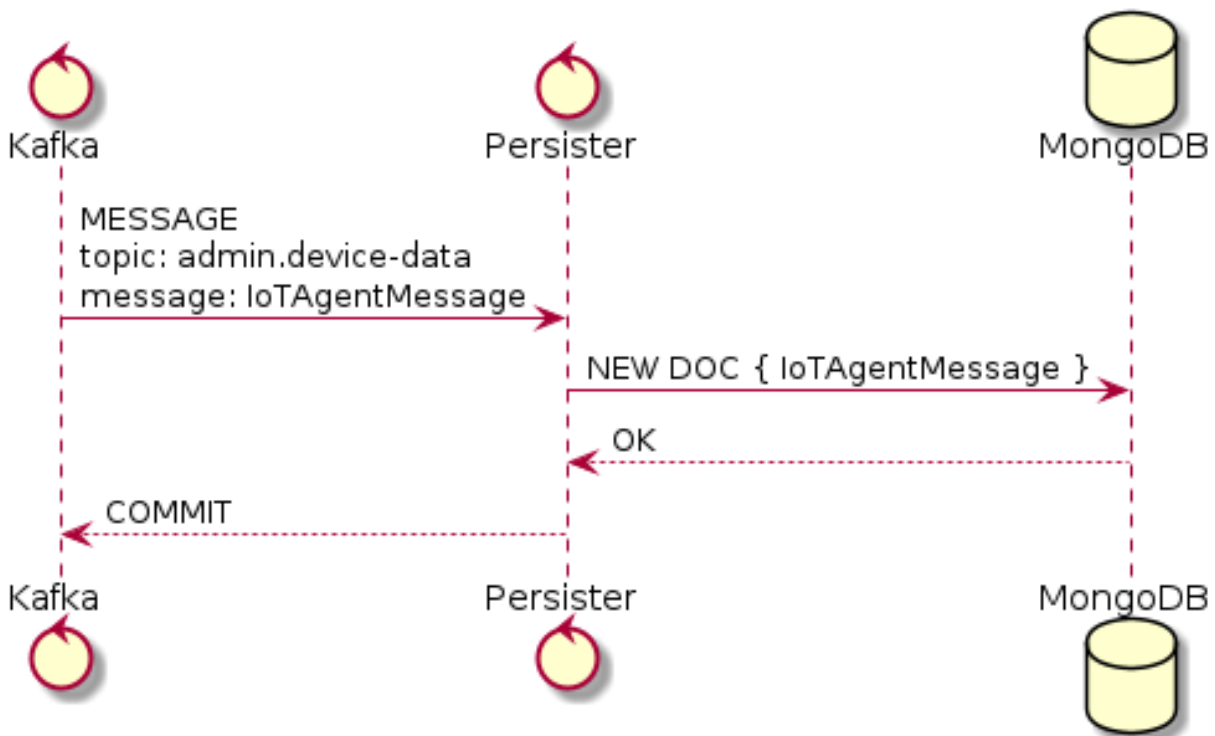 Kafka
Persister
MongoDB
MESSAGE
topic: admin.device-data
message: IoTAgentMessage
NEW DOC { IoTAgentMessage }
OK
COMMIT
Kafka
Persister
MongoDB